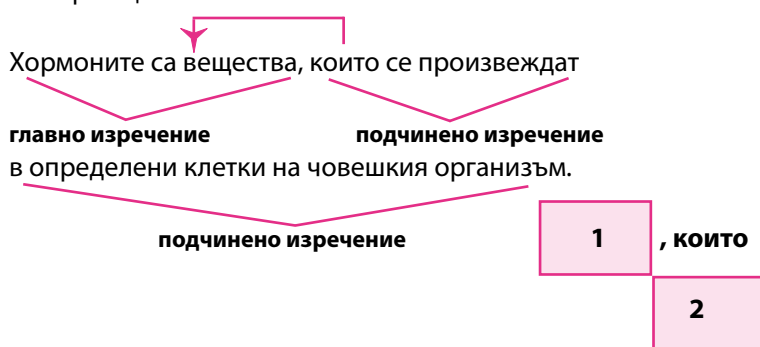 Хормоните са вещества, които се произвеждат
главно изречение подчинено изречение
в определени клетки на човешкия организъм.
подчинено изречение
1 , които
2